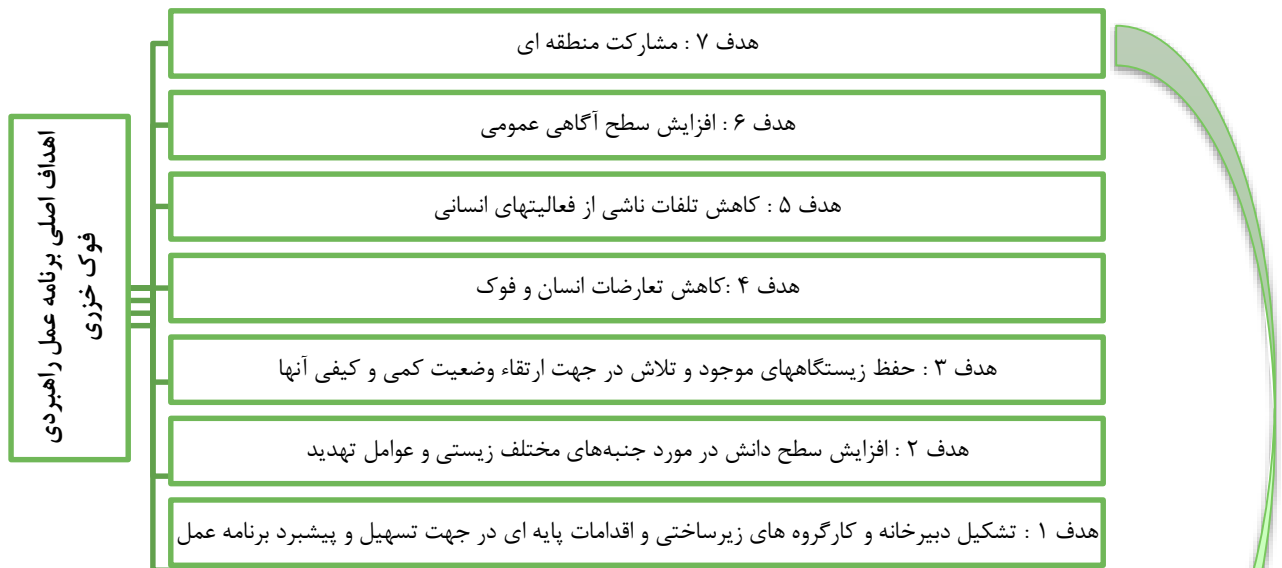 اهداف اصلی برنامه عمل راهبردی
فوک خزری
هدف ۷ : مشارکت منطقه ای
هدف ۶ : افزایش سطح آگاهی عمومی
هدف ۵ : کاهش تلفات ناشی از فعالیتهای انسانی
هدف ۴ :کاهش تعارضات انسان و فوک
هدف ۳ : حفظ زیستگاههای موجود و تلاش در جهت ارتقاء وضعیت کمی و کیفی آنها
هدف ۲ : افزایش سطح دانش در مورد جنبه‌های مختلف زیستی و عوامل تهدید
هدف ۱ : تشکیل دبیرخانه و کارگروه های زیرساختی و اقدامات پایه ای در جهت تسهیل و پیشبرد برنامه عمل